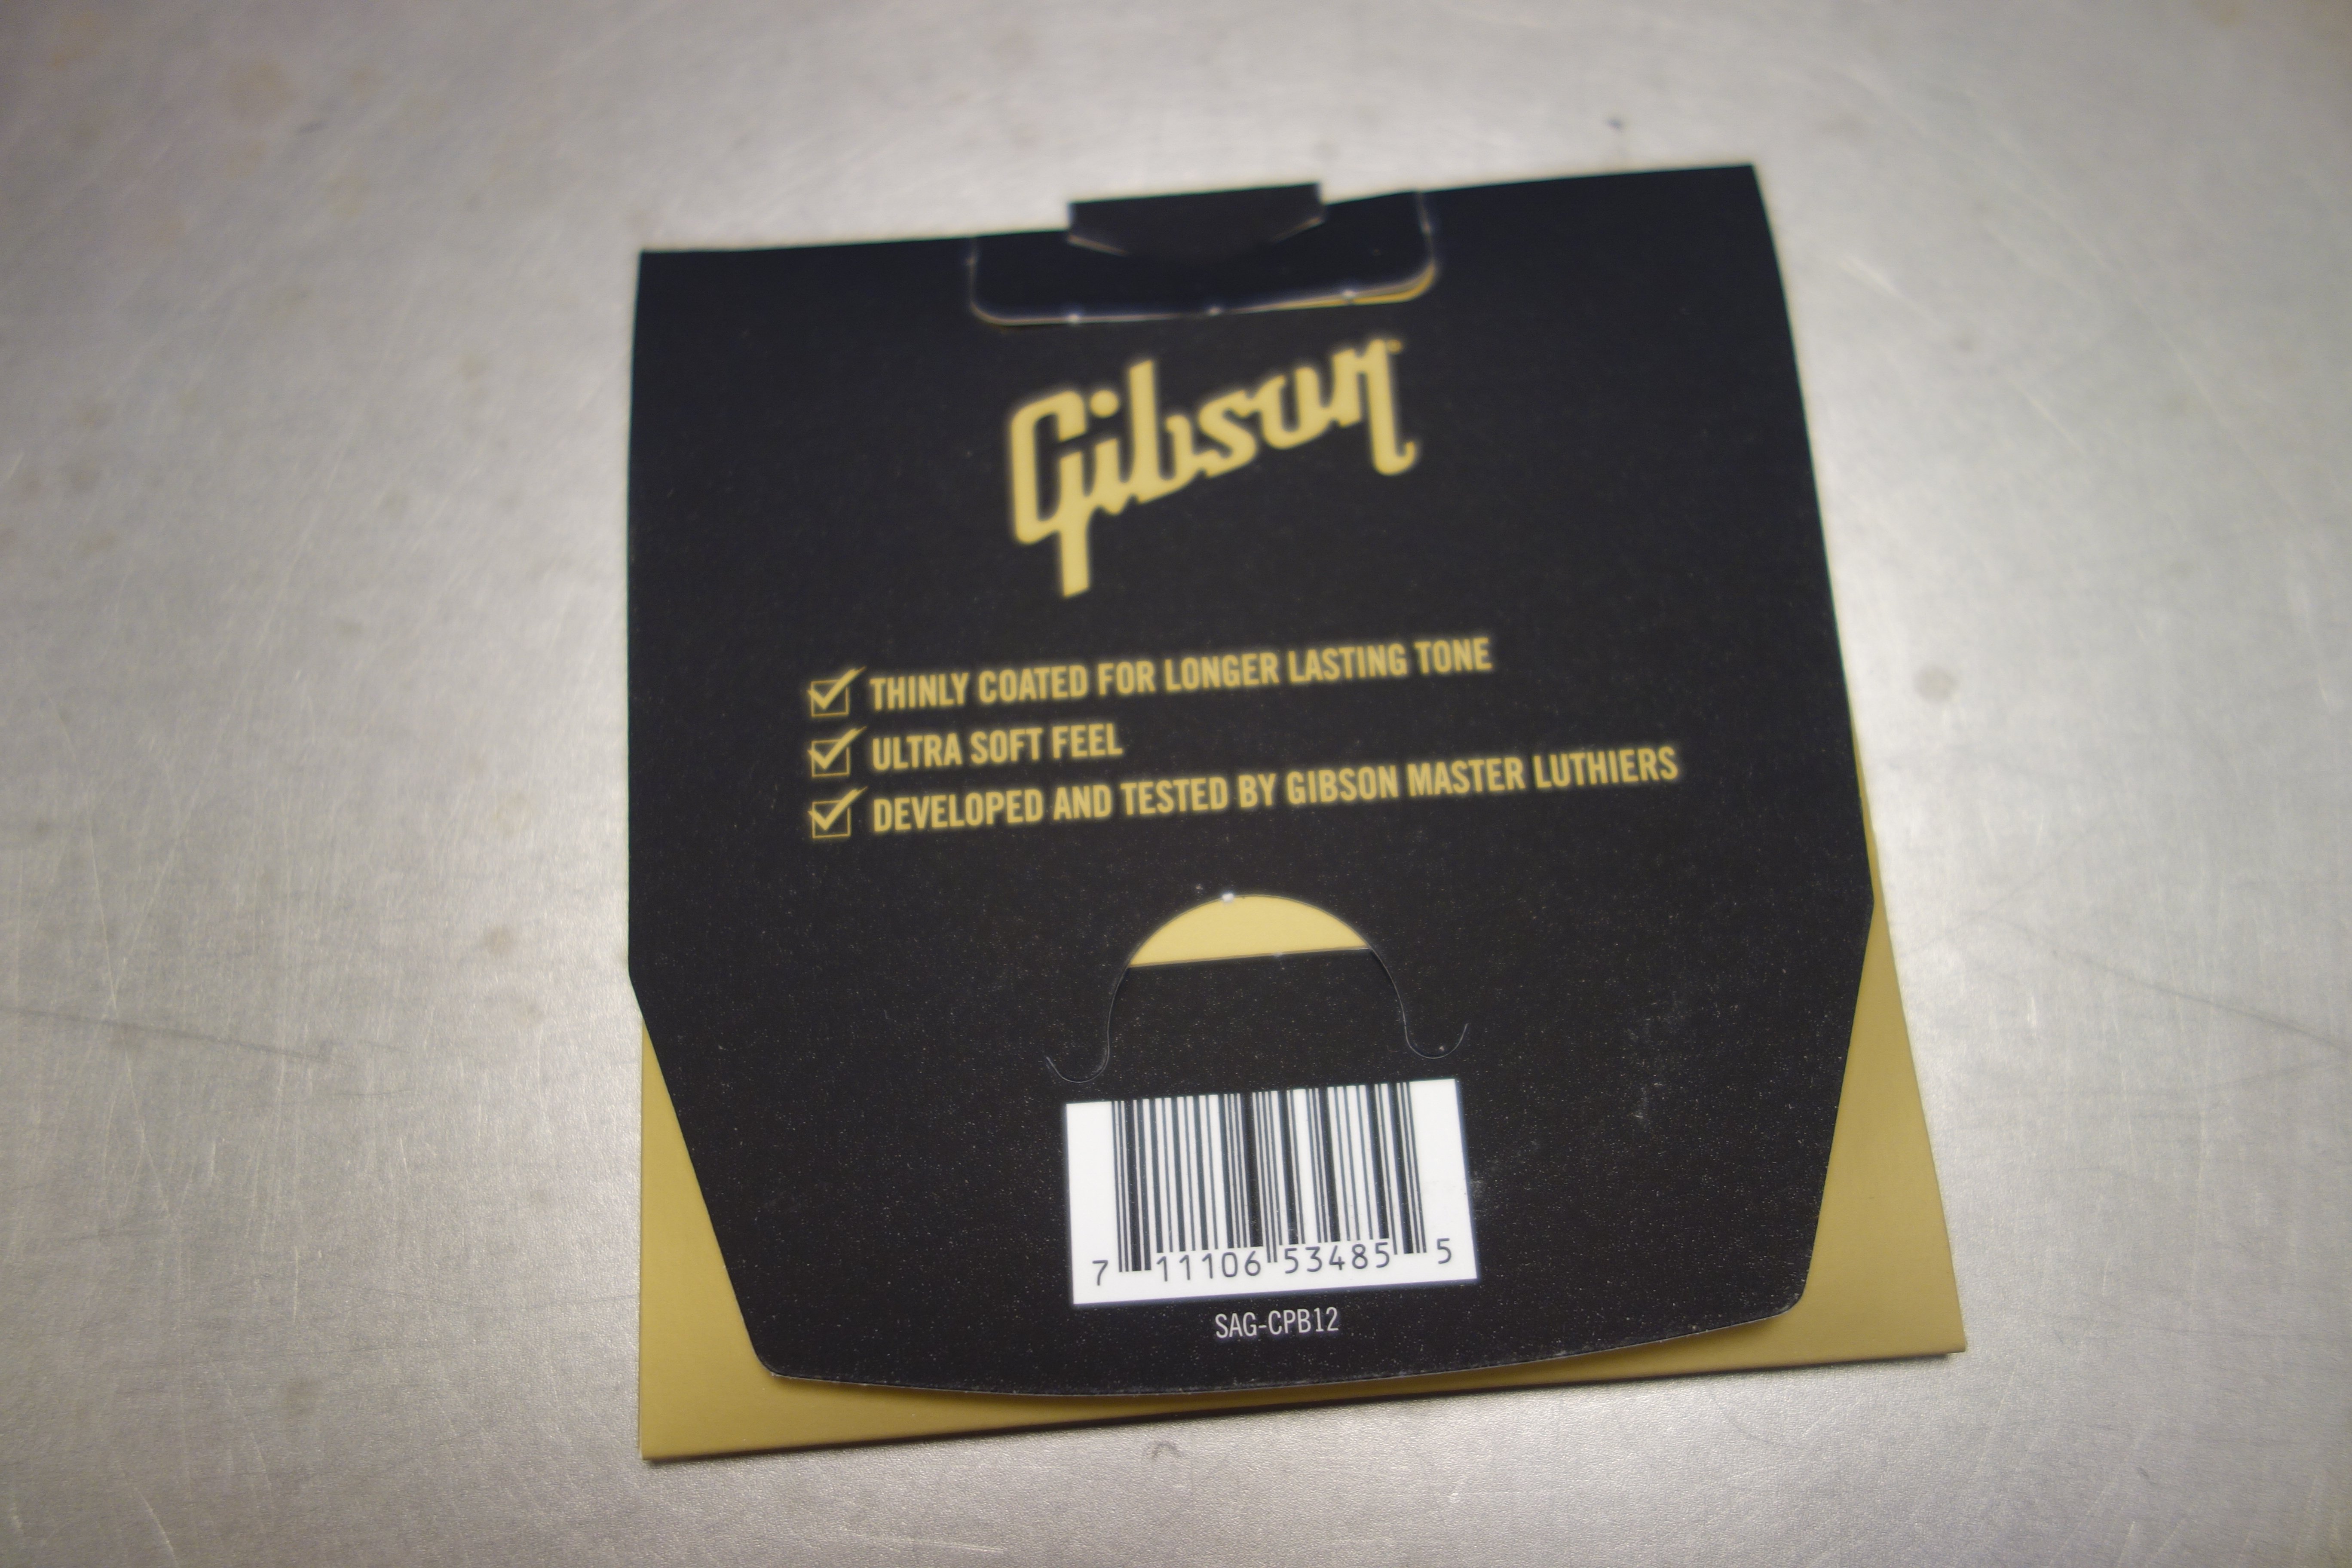 Gibson
THINLY COATED FOR LONGER LASTING TONE
ULTRA SOFT FEEL
DEVELOPED AND TESTED BY GIBSON MASTER LUTHIERS
7 11106 53485 5
SAG-CPB12